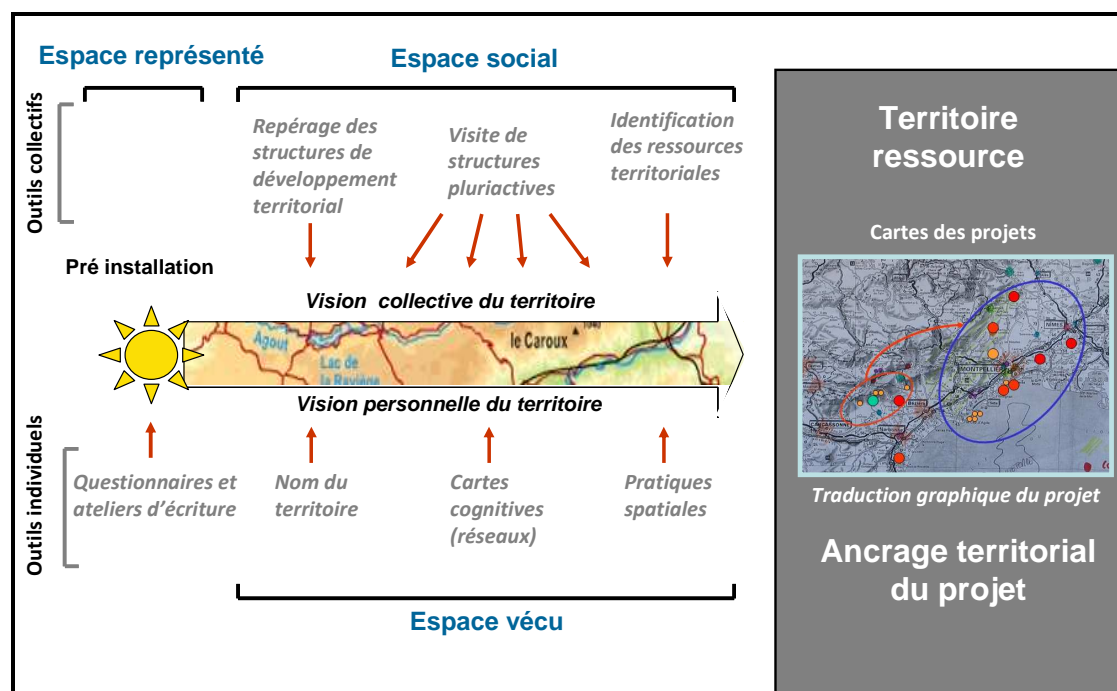 Espace représenté
Espace social
Outils collectifs
Repérage des
structures de
développement
territorial
Visite de
structures
pluriactives
Identification
des ressources
territoriales
Pré installation
Vision collective du territoire
Agout
Lac de
la Raviège
le Caroux
Vision personnelle du territoire
Outils individuels
Questionnaires et
ateliers d’écriture
Nom du
territoire
Cartes
cognitives
(réseaux)
Pratiques
spatiales
Espace vécu
Territoire
ressource
Cartes des projets
NÎMES
MONTPELLIER
CARCASSONNE
Traduction graphique du projet
Ancrage territorial
du projet